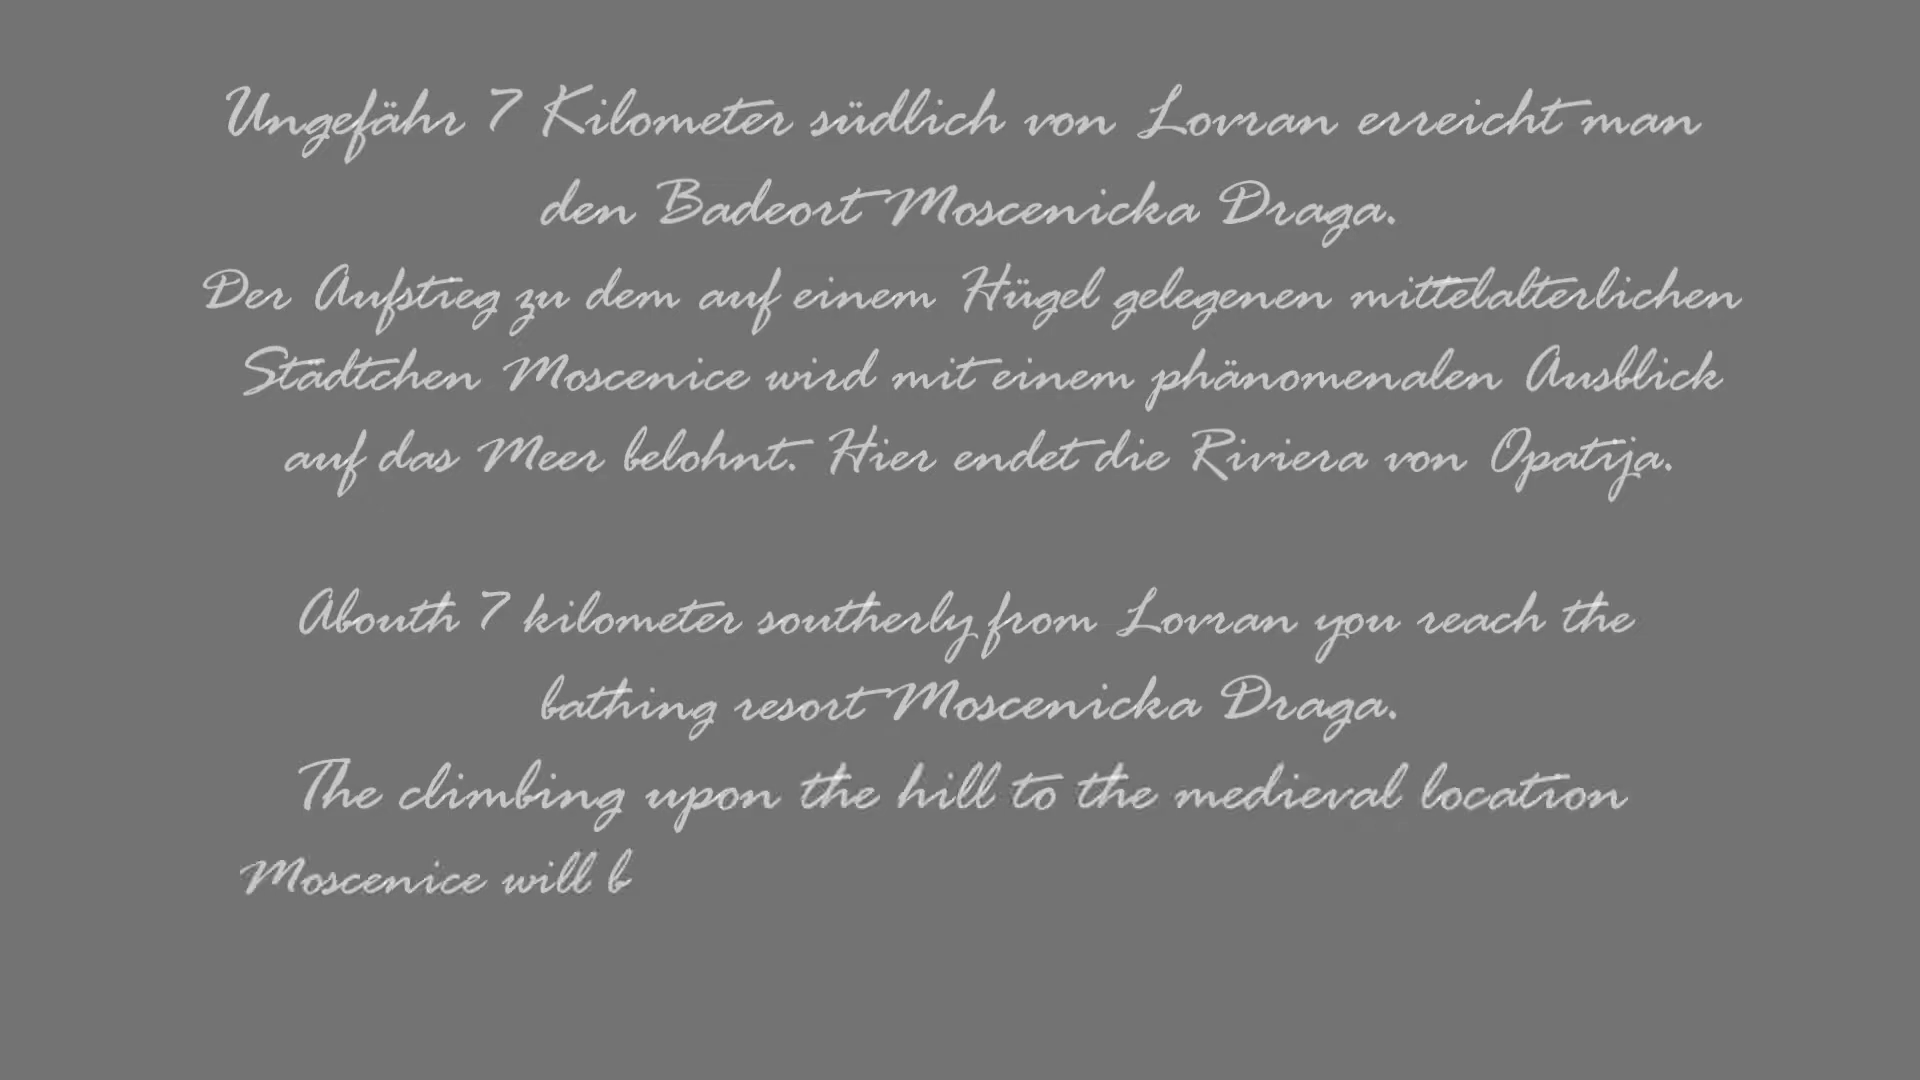 Ungefähr 7 Kilometer südlich von Lovran erreicht man
den Badeort Moscenicka Draga.
Der Aufstieg zu dem auf einem Hügel gelegenen mittelalterlichen
Städtchen Moscenice wird mit einem phänomenalen Ausblick
auf das Meer belohnt. Hier endet die Riviera von Opatija.
Abouth 7 kilometer southerly from Lovran you reach the
bathing resort Moscenicka Draga.
The climbing upon the hill to the medieval location
Moscenice will b